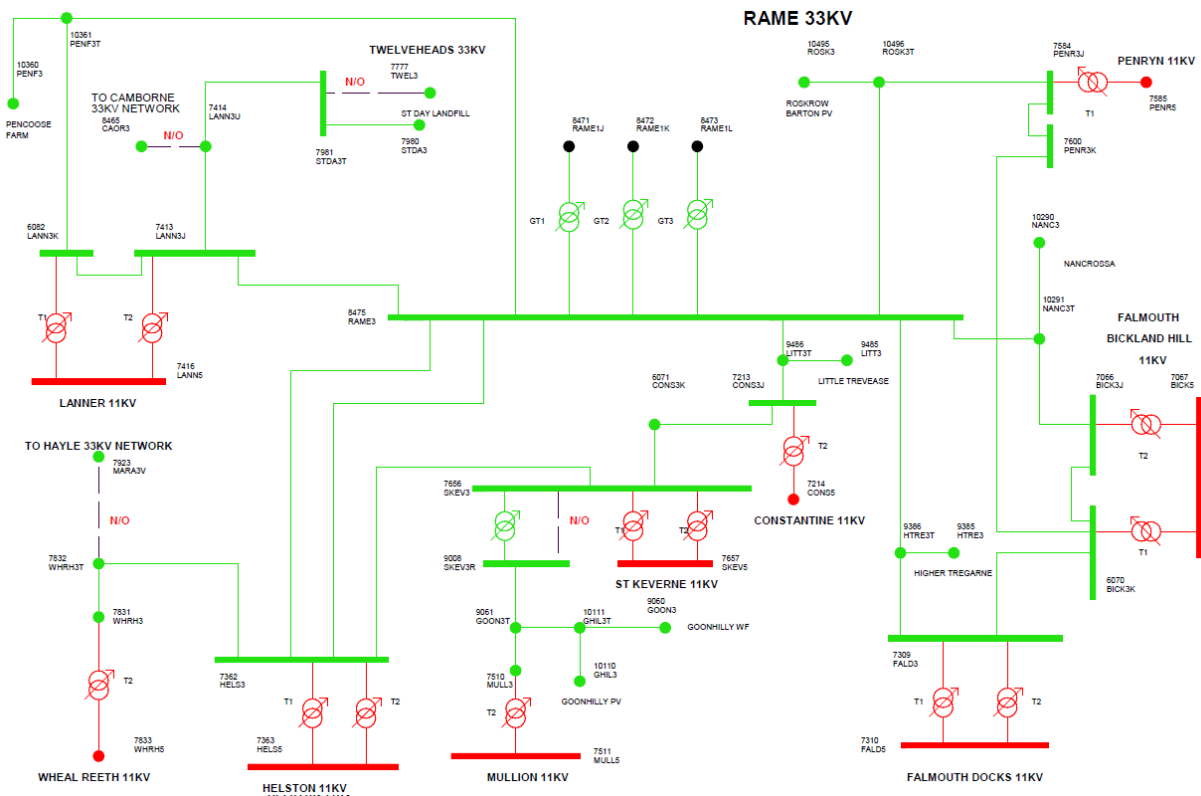 RAME 33KV
10361
PENF3T
10360
PENF3
PENCOOSE
FARM
TWELVEHEADS 33KV
7777
TWEL3
N/O
TO CAMBORNE
33KV NETWORK
8465
CAOR3
N/O
7414
LANN3U
ST DAY LANDFILL
7981
STDA3T
7980
STDA3
8471
RAME1J
8472
RAME1K
8473
RAME1L
GT1
GT2
GT3
10495
ROSK3
10496
ROSK3T
ROSKROW
BARTON PV
7584
PENR3J
PENRYN 11KV
T1
7585
PENR5
7600
PENR3K
6082
LANN3K
7413
LANN3J
T1
T2
7416
LANN5
LANNER 11KV
8475
RAME3
10290
NANC3
NANCROSSA
10291
NANC3T
FALMOUTH
BICKLAND HILL
11KV
7066
BICK3J
7067
BICK5
T2
T1
6070
BICK3K
9486
LITT3T
9485
LITT3
LITTLE TREVEASE
6071
CONS3K
7213
CONS3J
T2
7214
CONS5
CONSTANTINE 11KV
TO HAYLE 33KV NETWORK
7923
MARA3V
N/O
7832
WHRH3T
7831
WHRH3
T2
7833
WHRH5
WHEAL REETH 11KV
7656
SKEV3
N/O
T1
T2
9008
SKEV3R
7657
SKEV5
ST KEVERNE 11KV
9061
GOON3T
10111
GHIL3T
9060
GOON3
GOONHILLY WF
7510
MULL3
10110
GHIL3
GOONHILLY PV
T2
7511
MULL5
MULLION 11KV
7362
HELS3
T1
T2
7363
HELS5
HELSTON 11KV
9386
HTRE3T
9385
HTRE3
HIGHER TREGARNE
7309
FALD3
T1
T2
7310
FALD5
FALMOUTH DOCKS 11KV